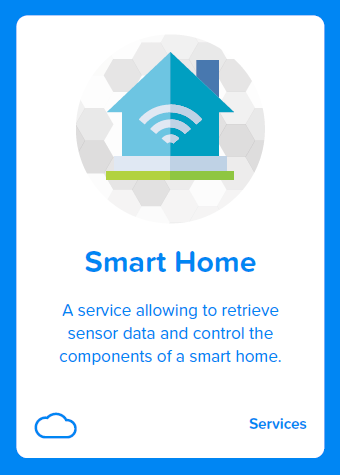 Smart Home
A service allowing to retrieve
sensor data and control the
components of a smart home.
Services